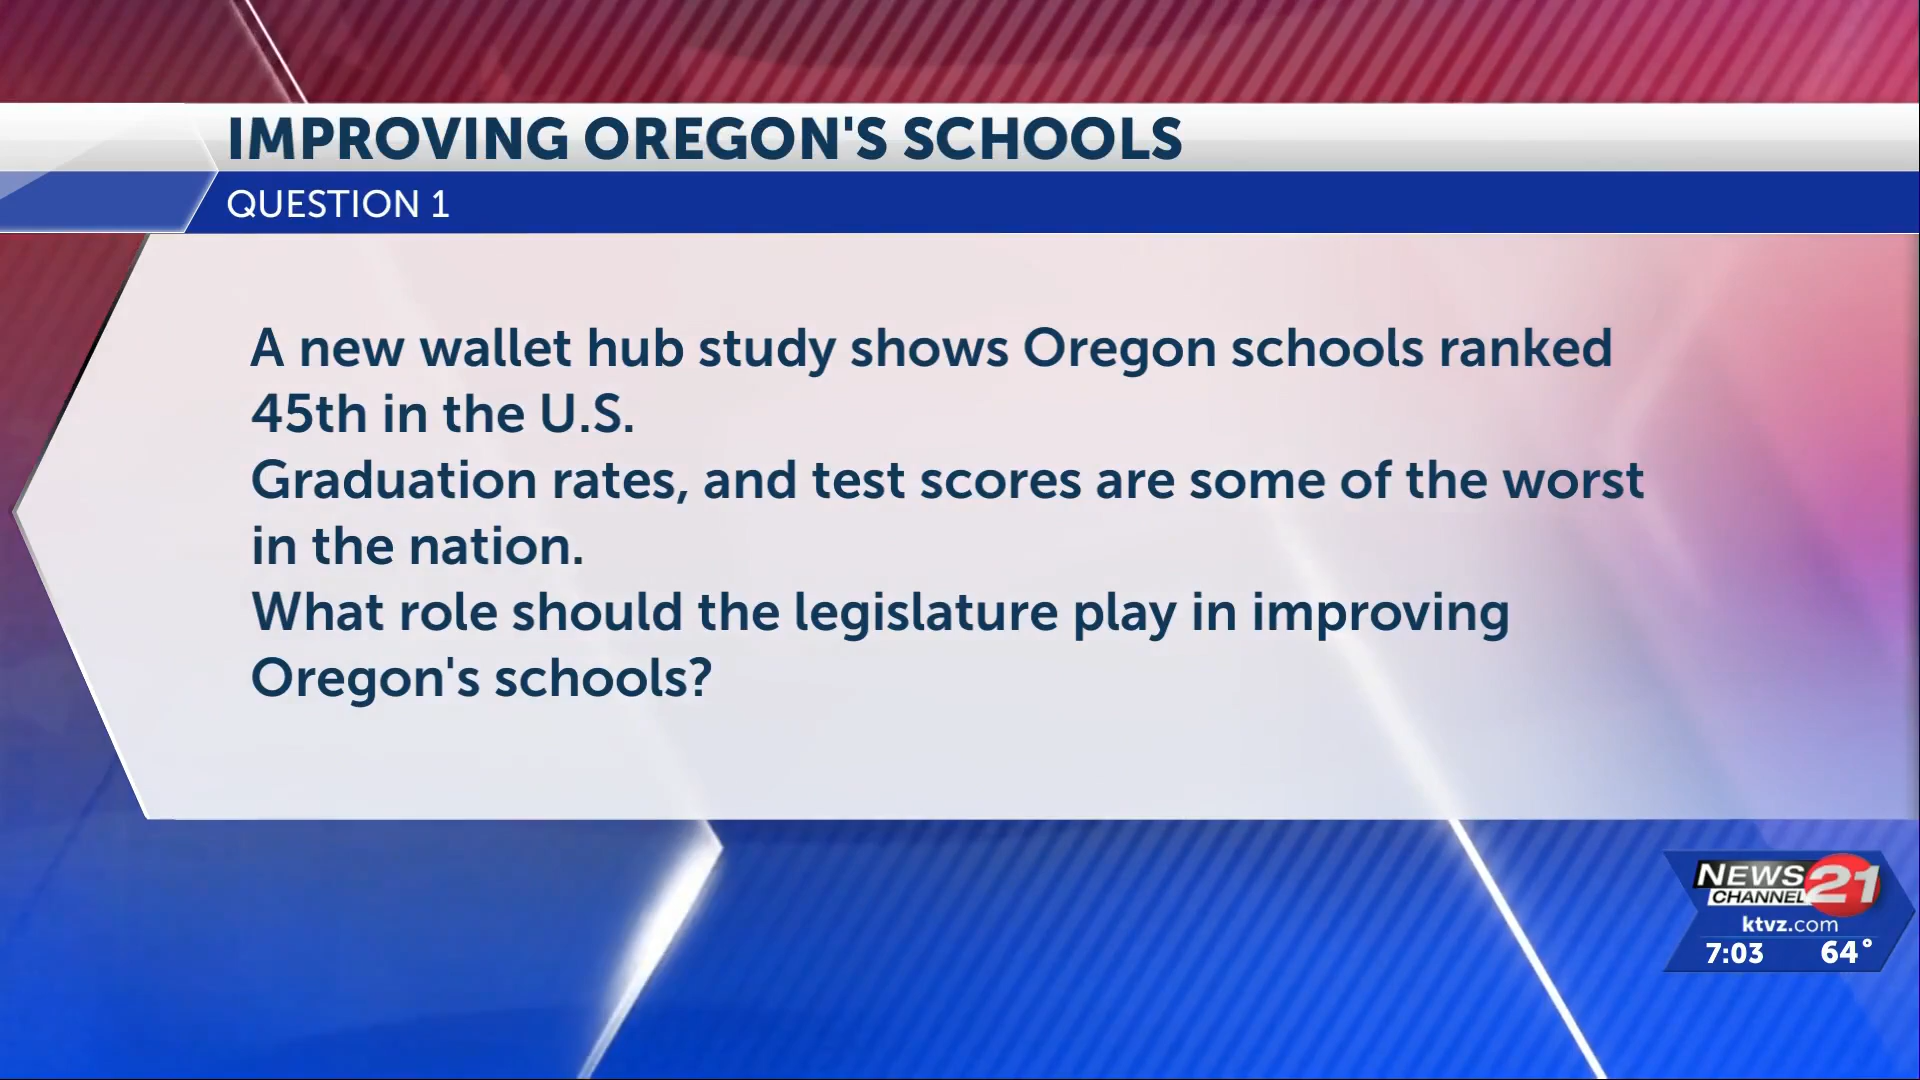 IMPROVING OREGON'S SCHOOLS
QUESTION 1
A new wallet hub study shows Oregon schools ranked
45th in the U.S.
Graduation rates, and test scores are some of the worst
in the nation.
What role should the legislature play in improving
Oregon's schools?
NEWS 21
CHANNEL
ktvz.com
7:03 64°